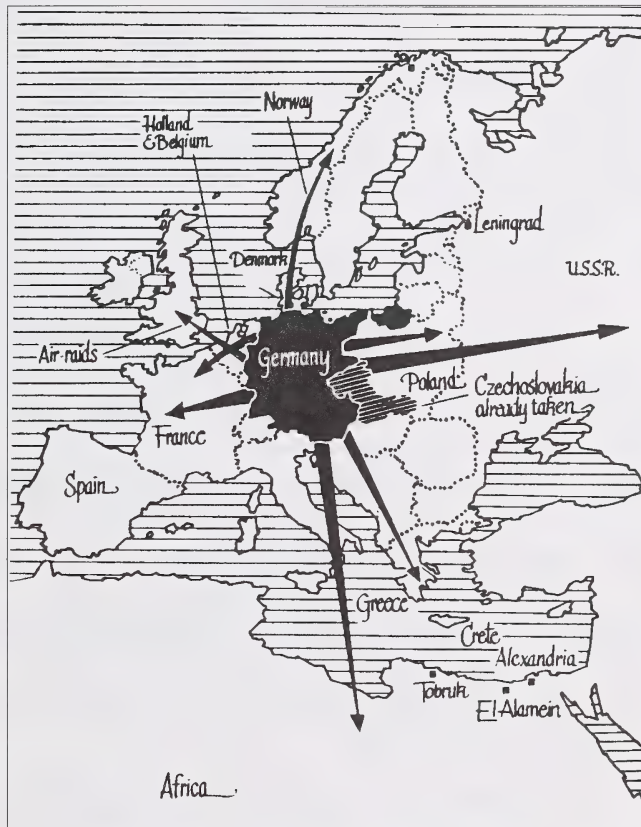 Norway
Holland
& Belgium
Denmark
Leningrad
U.S.S.R.
Air-raids
Germany
Poland
Czechoslovakia
already taken
France
Spain
Greece
Crete
Alexandria
Tobruk
El Alamein
Africa